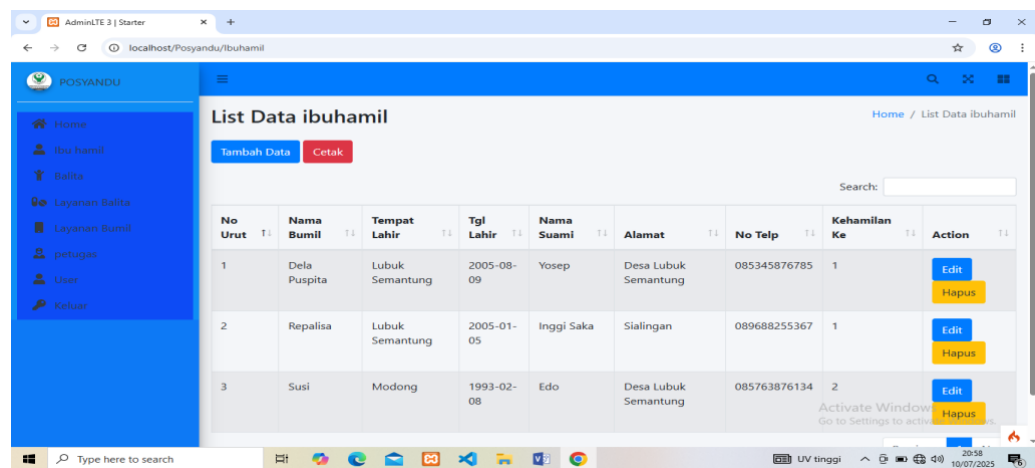 AdminLTE 3 | Starter
localhost/Posyandu/Ibuhamil
POSYANDU
Home
Ibu hamil
Balita
Layanan Balita
Layanan Bumil
petugas
User
Keluar
List Data ibuhamil
Home / List Data ibuhamil
Tambah Data
Cetak
Search:
No Urut Nama Bumil Tempat Lahir Tgl Lahir Nama Suami Alamat No Telp Kehamilan Ke Action
1 Dela Puspita Lubuk Semantung 2005-08-09 Yosep Desa Lubuk Semantung 085345876785 1 Edit Hapus
2 Repalisa Lubuk Semantung 2005-01-05 Inggi Saka Sialingan 089688255367 1 Edit Hapus
3 Susi Modong 1993-02-08 Edo Desa Lubuk Semantung 085763876134 2 Edit Hapus
Activate Windows
Go to Settings to activate Windows.
Type here to search
UV tinggi
20:58
10/07/2025